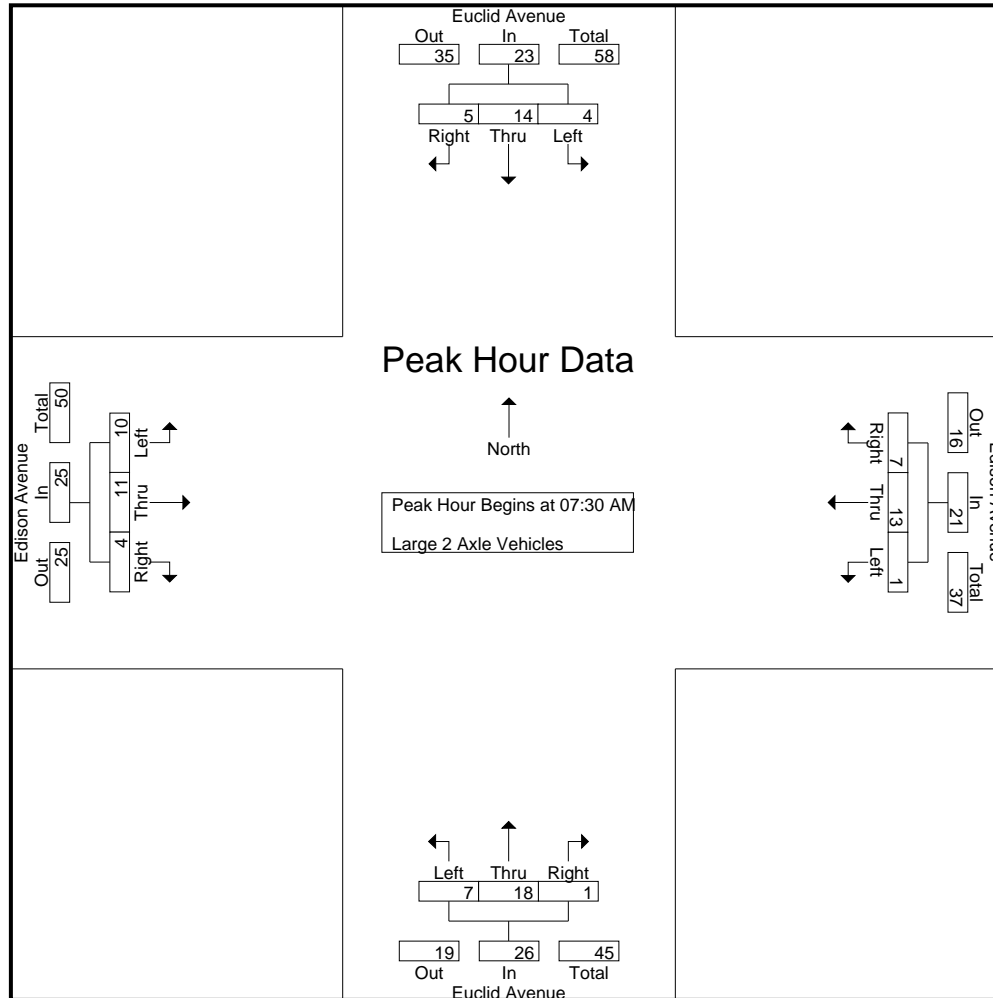 Euclid Avenue
Out In Total
35 23 58
5 14 4
Right Thru Left
Peak Hour Data
North
Peak Hour Begins at 07:30 AM
Large 2 Axle Vehicles
Edison Avenue
Out In Total
25 25 50
10 11 4
Left Thru Right
Edison Avenue
Out In Total
16 21 37
Right Thru Left
7 13 1
Left Thru Right
7 18 1
19 26 45
Out In Total
Euclid Avenue